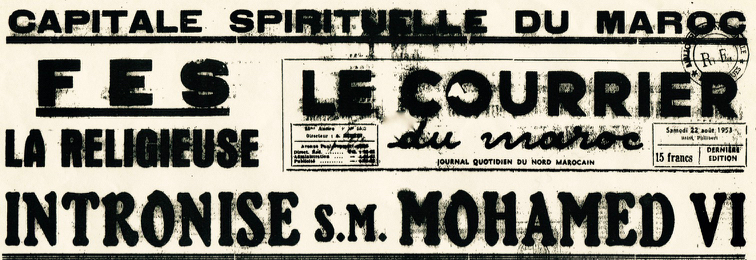 CAPITALE SPIRITUELLE DU MAROC
FES
LA RELIGIEUSE
LE COURRIER
du maroc
JOURNAL QUOTIDIEN DU NORD MAROCAIN
Samedi 22 août 1953
15 francs
DERNIÈRE
EDITION
R. F.
INTRONISE S.M. MOHAMED VI